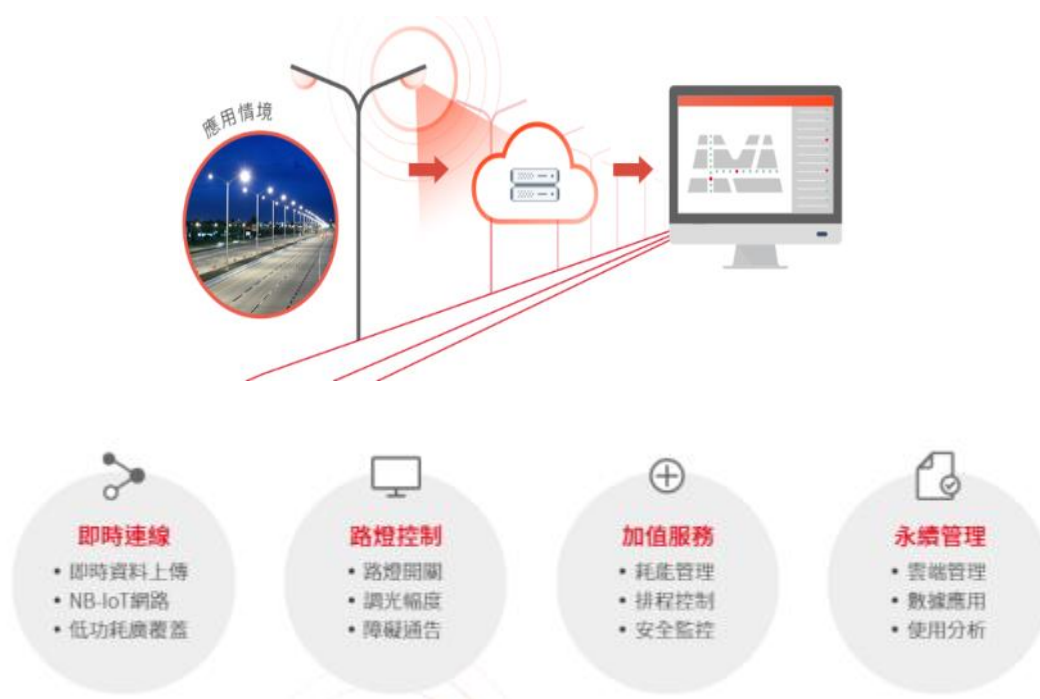 應用情境
即時連線
• 即時資料上傳
• NB-IoT網路
• 低功耗廣覆蓋
路燈控制
• 路燈開關
• 調光幅度
• 障礙通告
加值服務
• 耗能管理
• 排程控制
• 安全監控
永續管理
• 雲端管理
• 數據應用
• 使用分析